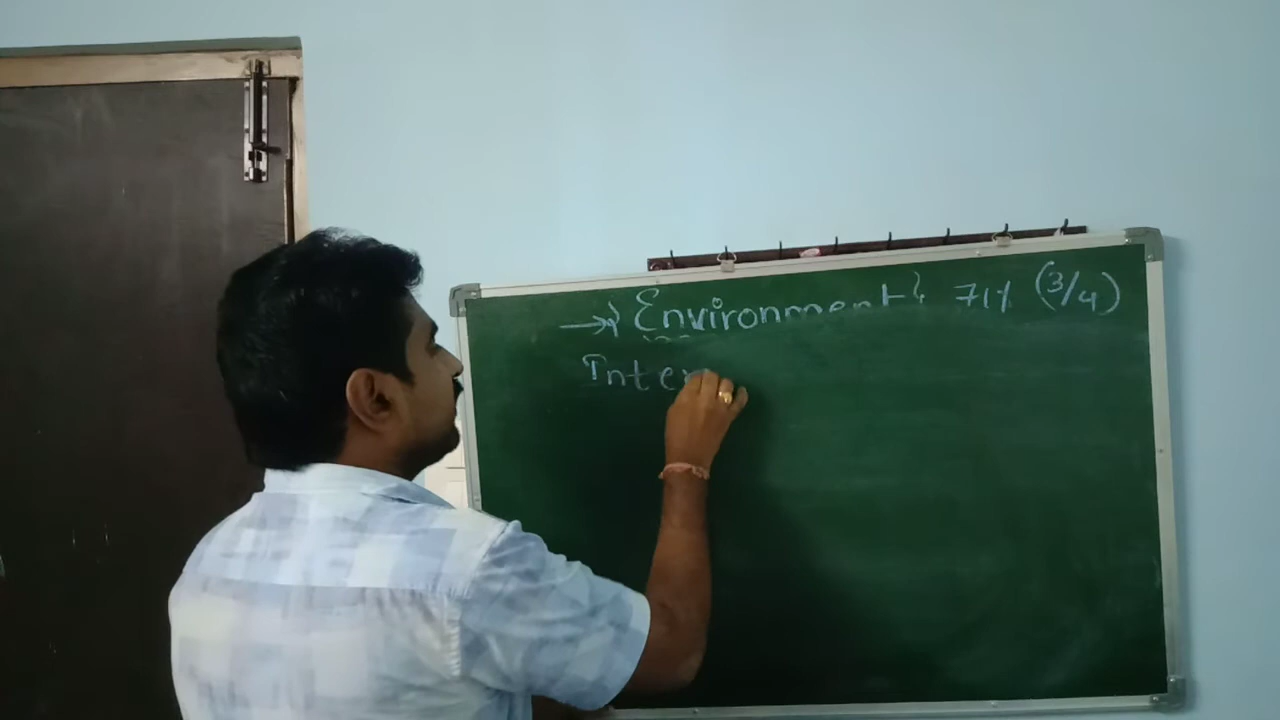 → Environment: 71% (3/4)
Inter